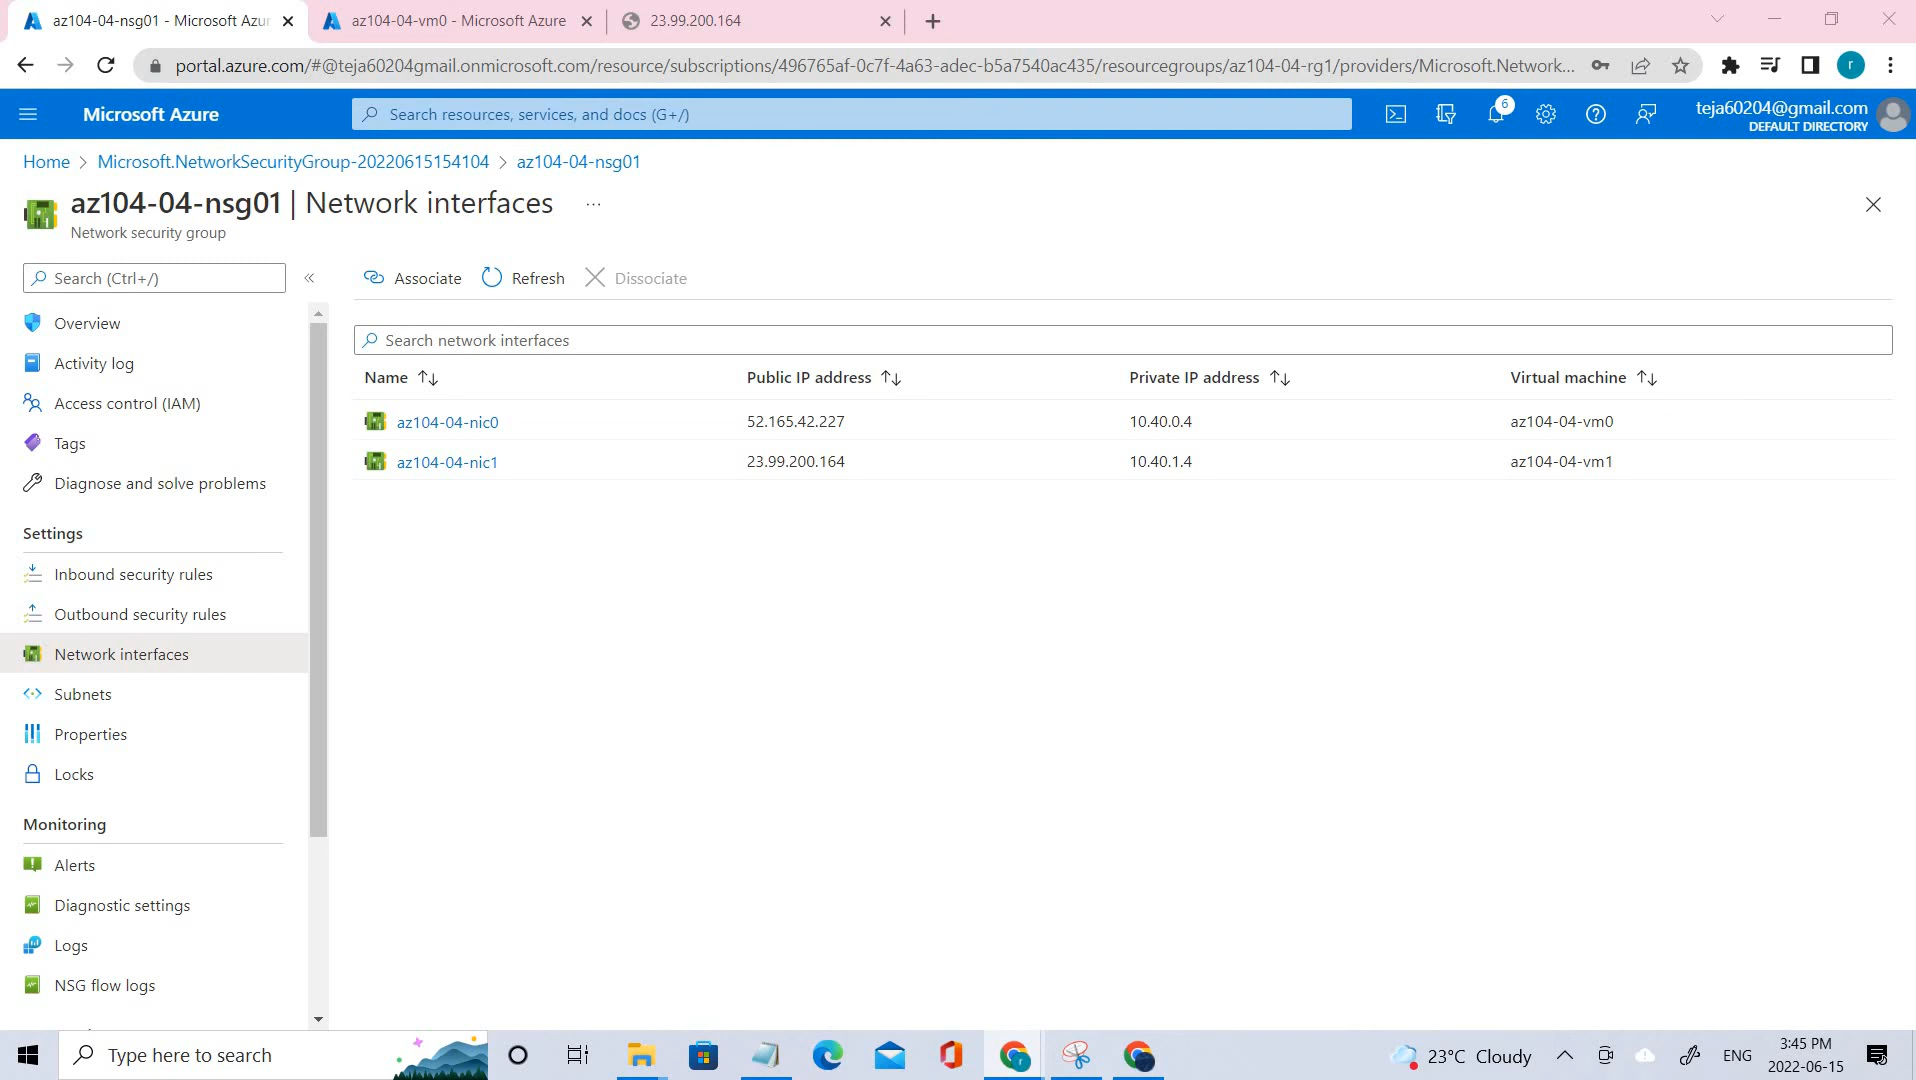 az104-04-nsg01 - Microsoft Azur
az104-04-vm0 - Microsoft Azure
23.99.200.164
portal.azure.com/#@teja60204gmail.onmicrosoft.com/resource/subscriptions/496765af-0c7f-4a63-adec-b5a7540ac435/resourcegroups/az104-04-rg1/providers/Microsoft.Network...
r
Microsoft Azure
Search resources, services, and docs (G+/)
6
teja60204@gmail.com
DEFAULT DIRECTORY
Home > Microsoft.NetworkSecurityGroup-20220615154104 > az104-04-nsg01
az104-04-nsg01 | Network interfaces ...
Network security group
Search (Ctrl+/)
«
Overview
Activity log
Access control (IAM)
Tags
Diagnose and solve problems
Settings
Inbound security rules
Outbound security rules
Network interfaces
Subnets
Properties
Locks
Monitoring
Alerts
Diagnostic settings
Logs
NSG flow logs
Associate Refresh Dissociate
Search network interfaces
Name Public IP address Private IP address Virtual machine
az104-04-nic0 52.165.42.227 10.40.0.4 az104-04-vm0
az104-04-nic1 23.99.200.164 10.40.1.4 az104-04-vm1
Type here to search
23°C Cloudy
ENG
3:45 PM
2022-06-15